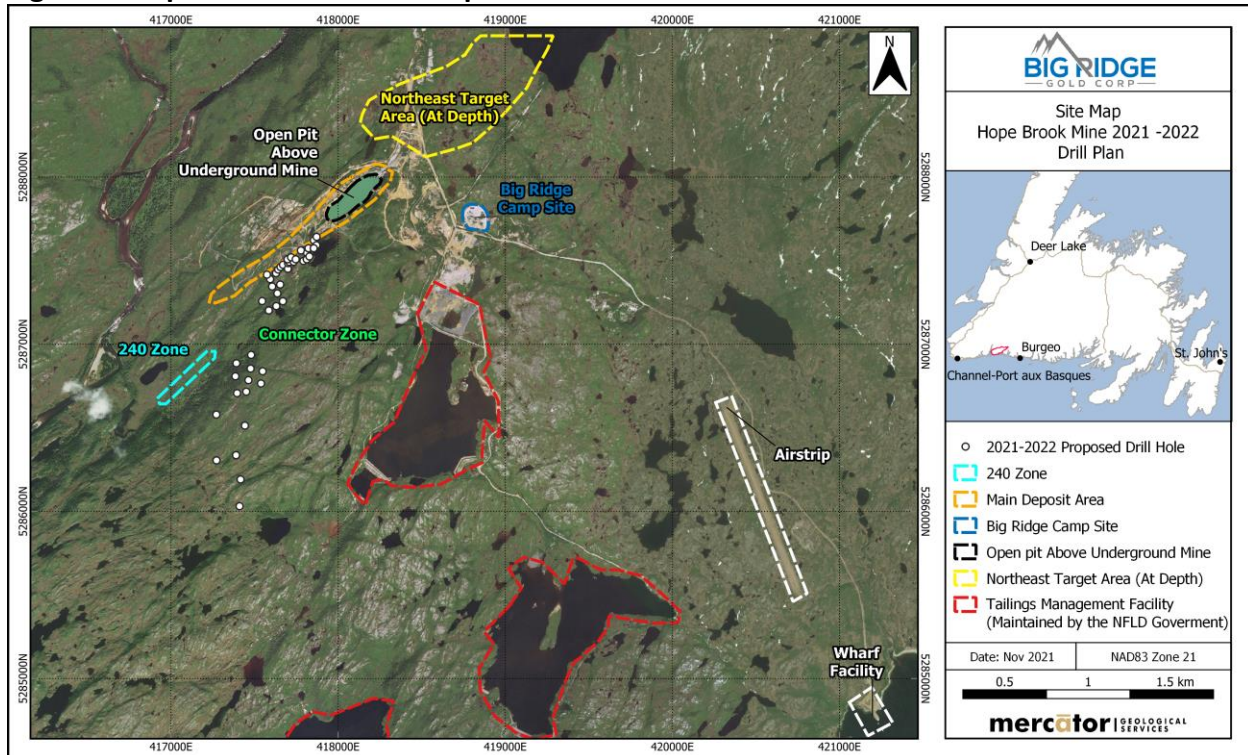 417000E
418000E
419000E
420000E
421000E
5288000N
5287000N
5286000N
5285000N
N
Northeast Target
Area (At Depth)
Open Pit
Above
Underground Mine
Big Ridge
Camp Site
Connector Zone
240 Zone
Airstrip
Wharf
Facility
5288000N
5287000N
5286000N
5285000N
417000E
418000E
419000E
420000E
421000E
BIG RIDGE
GOLD CORP
Site Map
Hope Brook Mine 2021 -2022
Drill Plan
Deer Lake
Burgeo
St. John's
Channel-Port aux Basques
2021-2022 Proposed Drill Hole
240 Zone
Main Deposit Area
Big Ridge Camp Site
Open pit Above Underground Mine
Northeast Target Area (At Depth)
Tailings Management Facility
(Maintained by the NFLD Goverment)
Date: Nov 2021
NAD83 Zone 21
0.5 1 1.5 km
mercator | GEOLOGICAL
SERVICES